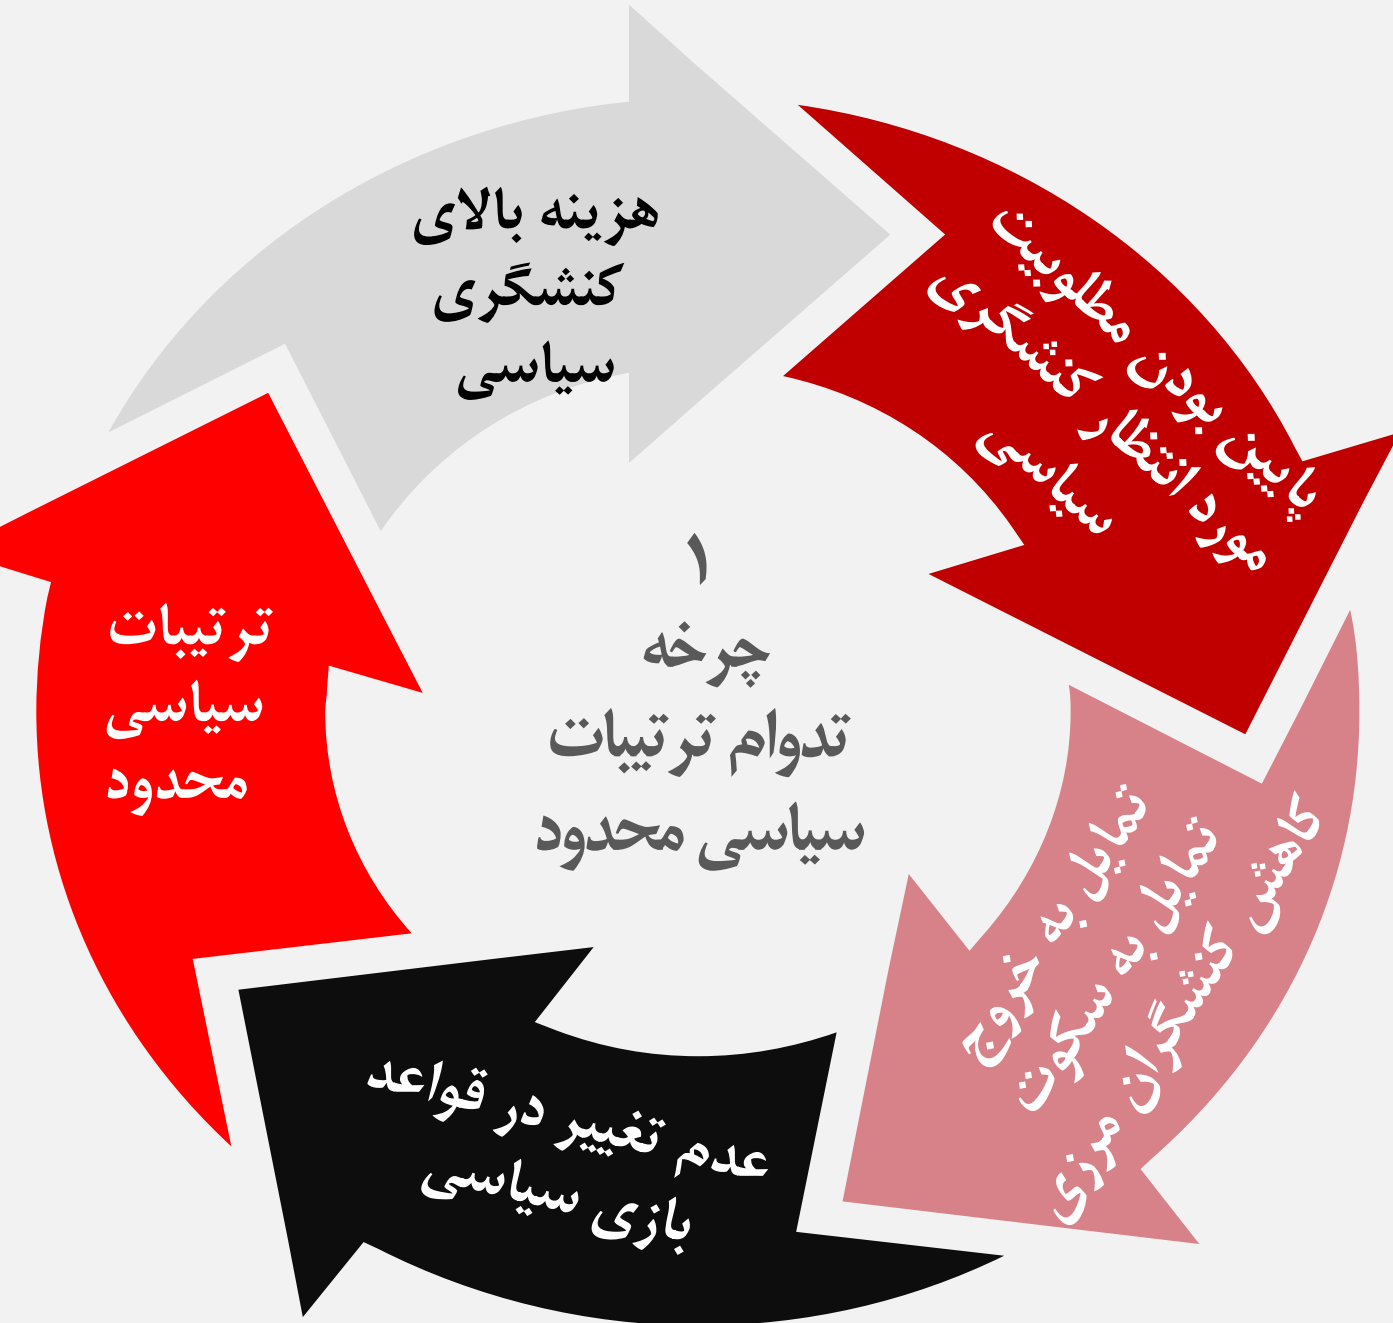 هزینه بالای
کنشگری
سیاسی
پایین بودن مطلوبیت
مورد انتظار کنشگری
سیاسی
تمایل به خروج
تمایل به سکوت
کاهش کنشگران مرزی
عدم تغییر در قواعد
بازی سیاسی
ترتیبات
سیاسی
محدود
۱
چرخه
تدوام ترتیبات
سیاسی محدود